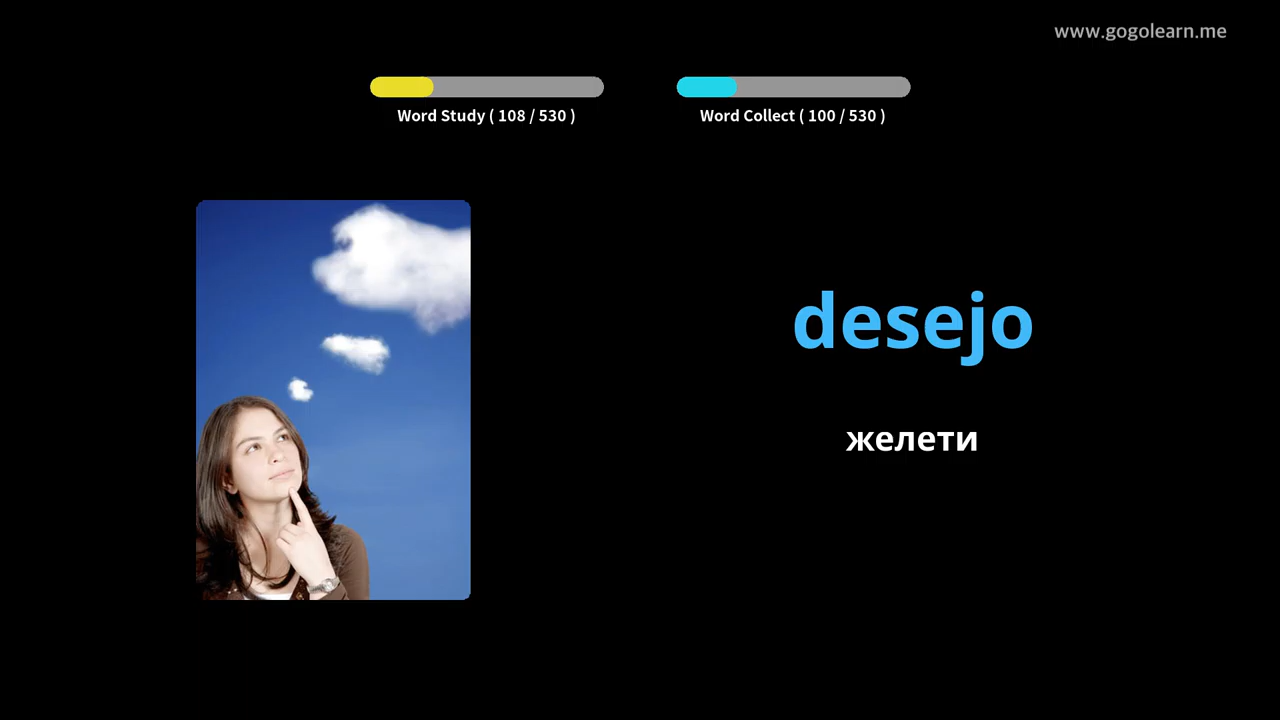 www.gogolearn.me
Word Study ( 108 / 530 )
Word Collect ( 100 / 530 )
desejo
желети